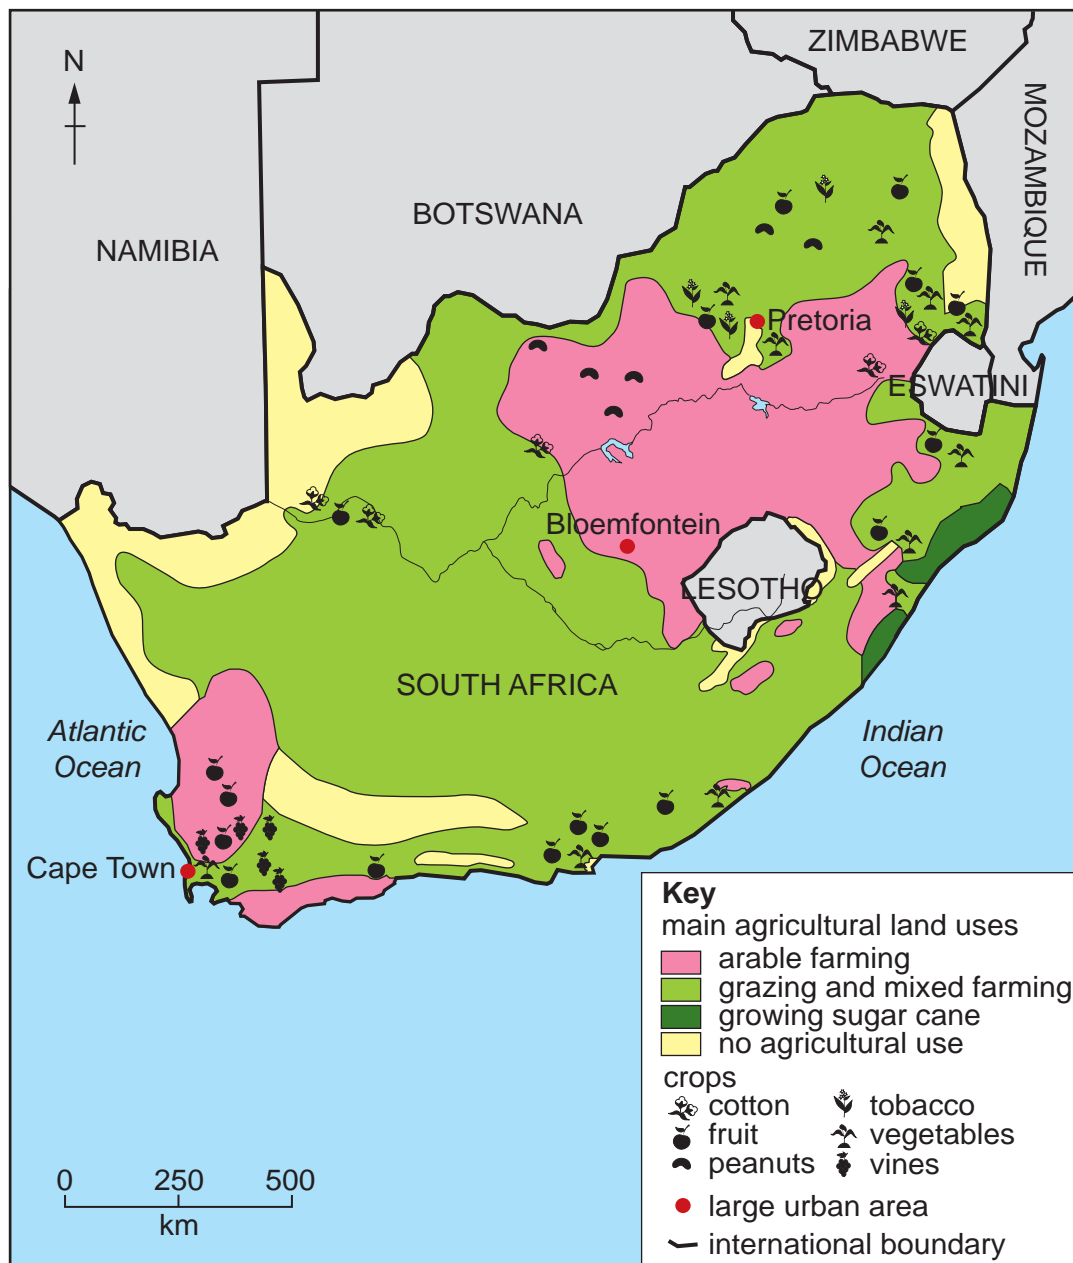 ZIMBABWE
N
MOZAMBIQUE
BOTSWANA
NAMIBIA
Pretoria
ESWATINI
Bloemfontein
LESOTHO
SOUTH AFRICA
Atlantic
Ocean
Indian
Ocean
Cape Town
Key
main agricultural land uses
arable farming
grazing and mixed farming
growing sugar cane
no agricultural use
crops
cotton
tobacco
fruit
vegetables
peanuts
vines
large urban area
international boundary
0 250 500
km